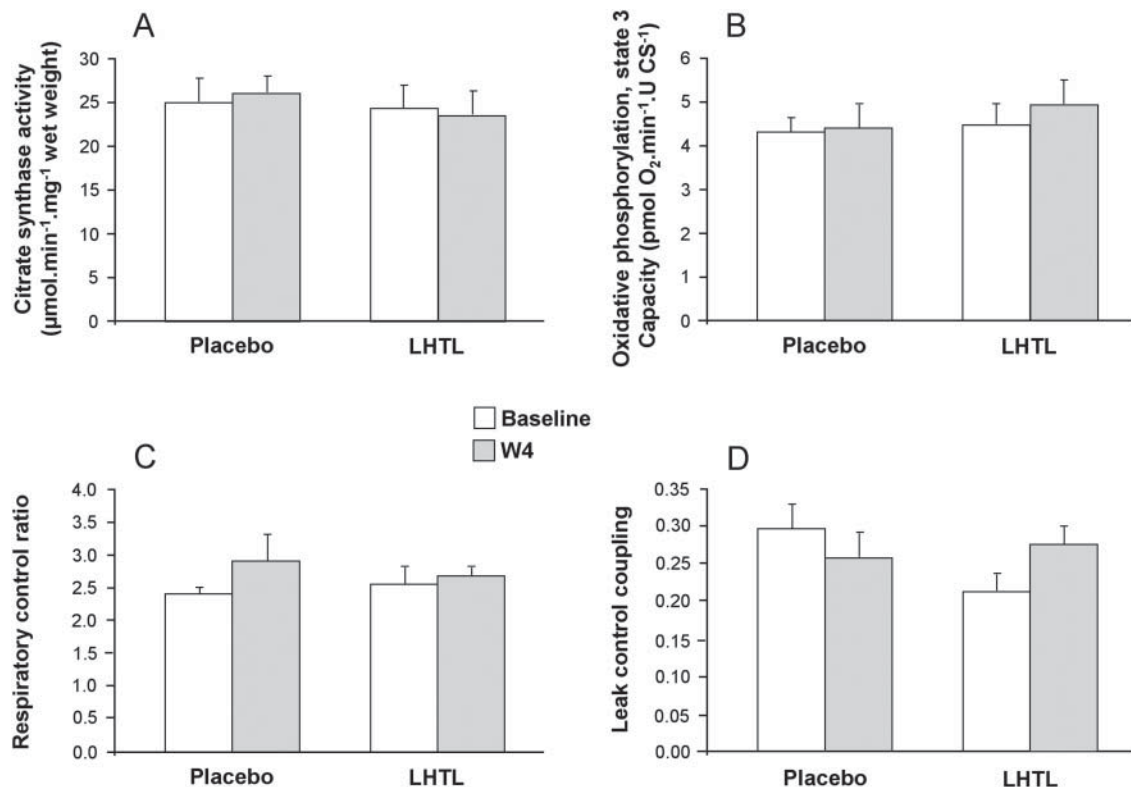 A
Citrate synthase activity
(µmol.min⁻¹.mg⁻¹ wet weight)
30
25
20
15
10
5
0
Placebo
LHTL
B
Oxidative phosphorylation, state 3
Capacity (pmol O₂.min⁻¹.U CS⁻¹)
6
5
4
3
2
1
0
Placebo
LHTL
Baseline
W4
C
Respiratory control ratio
4.0
3.5
3.0
2.5
2.0
1.5
1.0
0.5
0.0
Placebo
LHTL
D
Leak control coupling
0.35
0.30
0.25
0.20
0.15
0.10
0.05
0.00
Placebo
LHTL